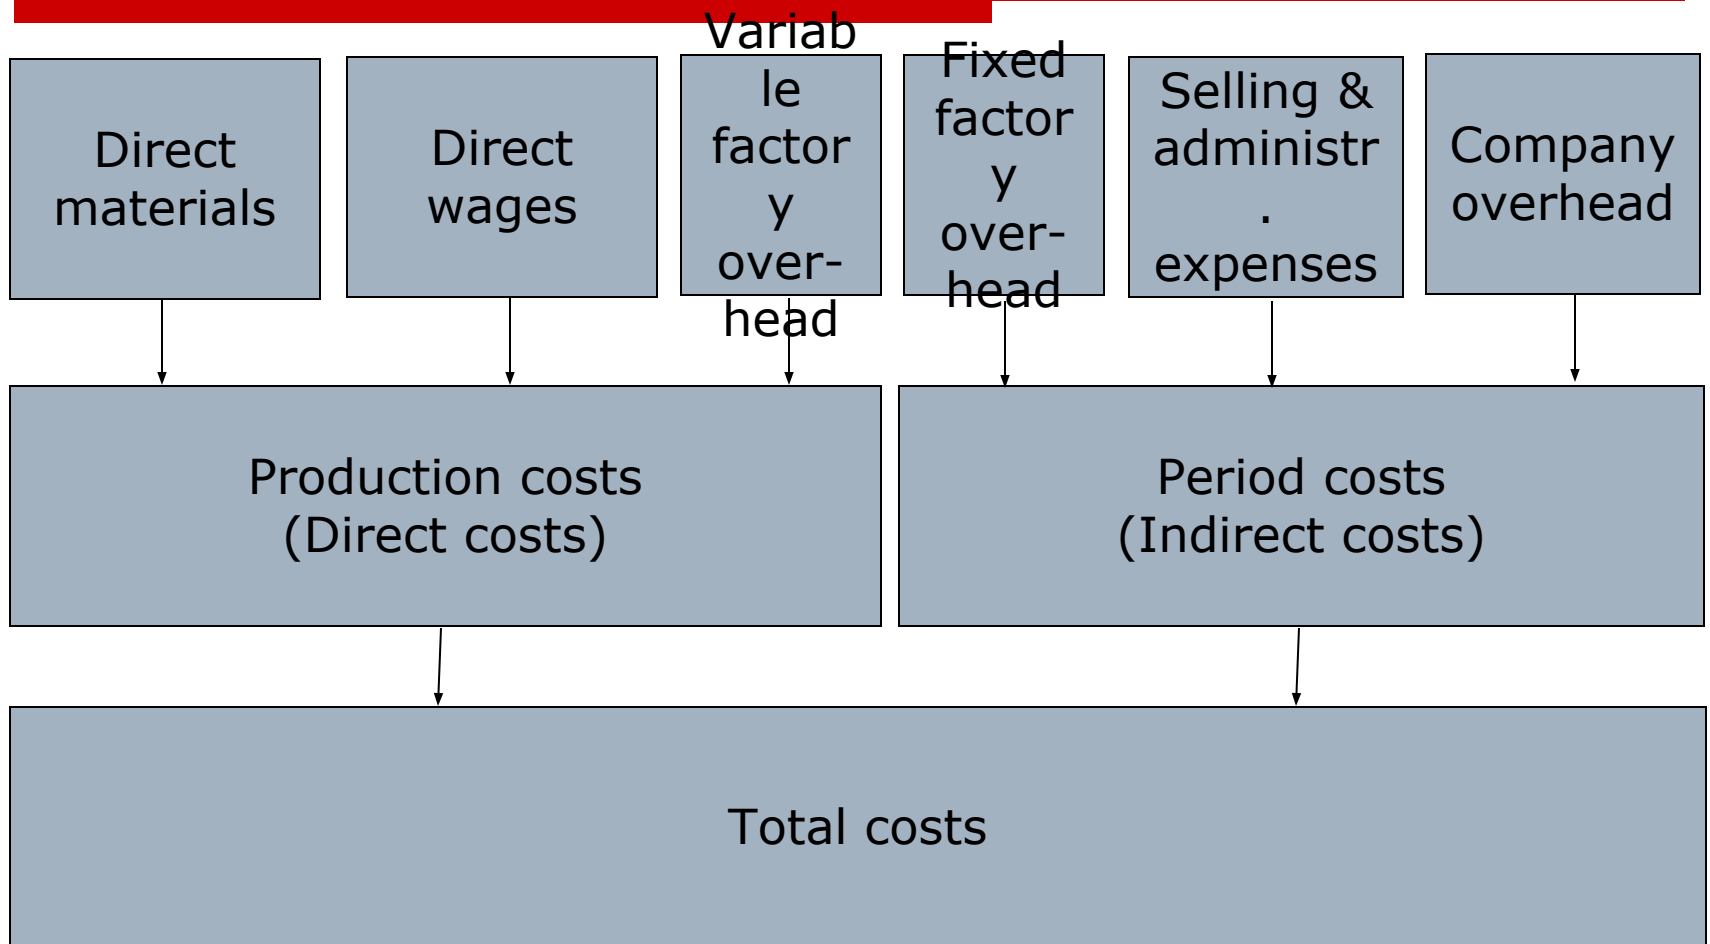 Direct
materials
Direct
wages
Variab
le
factor
y
over-
head
Fixed
factor
y
over-
head
Selling &
administr
.
expenses
Company
overhead
Production costs
(Direct costs)
Period costs
(Indirect costs)
Total costs